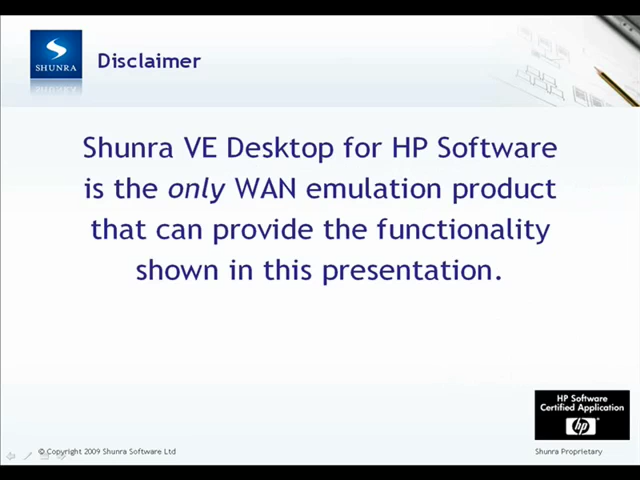 SHUNRA
Disclaimer
Shunra VE Desktop for HP Software
is the only WAN emulation product
that can provide the functionality
shown in this presentation.
HP Software
Certified Application
hp
© Copyright 2009 Shunra Software Ltd
Shunra Proprietary